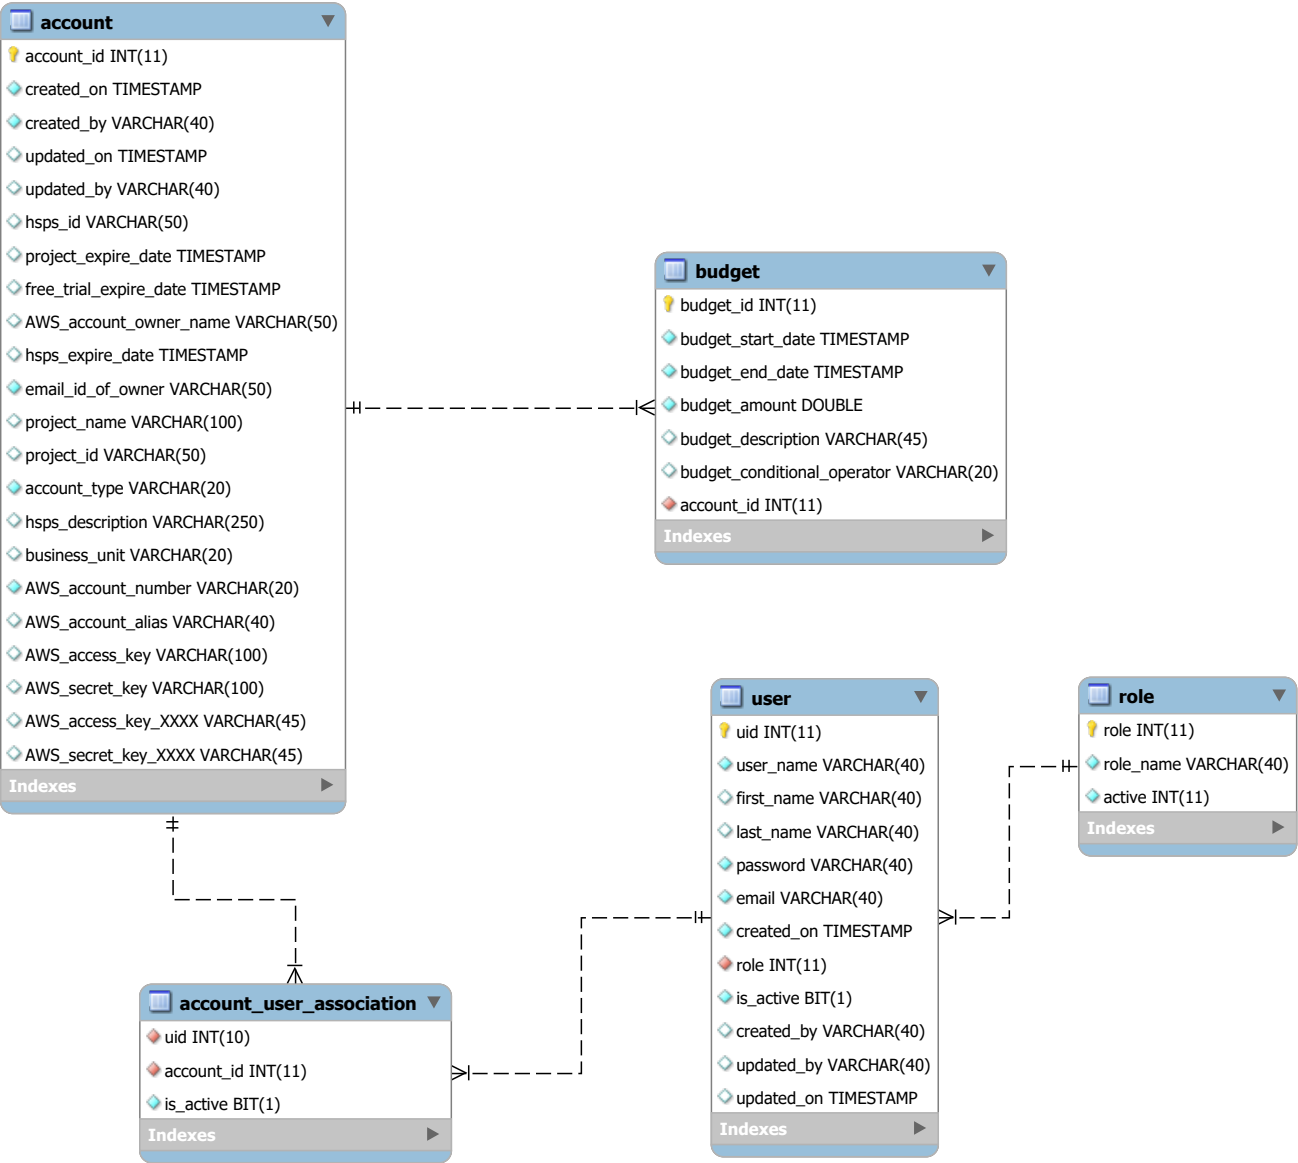 account
account_id INT(11)
created_on TIMESTAMP
created_by VARCHAR(40)
updated_on TIMESTAMP
updated_by VARCHAR(40)
hsps_id VARCHAR(50)
project_expire_date TIMESTAMP
free_trial_expire_date TIMESTAMP
AWS_account_owner_name VARCHAR(50)
hsps_expire_date TIMESTAMP
email_id_of_owner VARCHAR(50)
project_name VARCHAR(100)
project_id VARCHAR(50)
account_type VARCHAR(20)
hsps_description VARCHAR(250)
business_unit VARCHAR(20)
AWS_account_number VARCHAR(20)
AWS_account_alias VARCHAR(40)
AWS_access_key VARCHAR(100)
AWS_secret_key VARCHAR(100)
AWS_access_key_XXXX VARCHAR(45)
AWS_secret_key_XXXX VARCHAR(45)
Indexes
budget
budget_id INT(11)
budget_start_date TIMESTAMP
budget_end_date TIMESTAMP
budget_amount DOUBLE
budget_description VARCHAR(45)
budget_conditional_operator VARCHAR(20)
account_id INT(11)
Indexes
user
uid INT(11)
user_name VARCHAR(40)
first_name VARCHAR(40)
last_name VARCHAR(40)
password VARCHAR(40)
email VARCHAR(40)
created_on TIMESTAMP
role INT(11)
is_active BIT(1)
created_by VARCHAR(40)
updated_by VARCHAR(40)
updated_on TIMESTAMP
Indexes
role
role INT(11)
role_name VARCHAR(40)
active INT(11)
Indexes
account_user_association
uid INT(10)
account_id INT(11)
is_active BIT(1)
Indexes